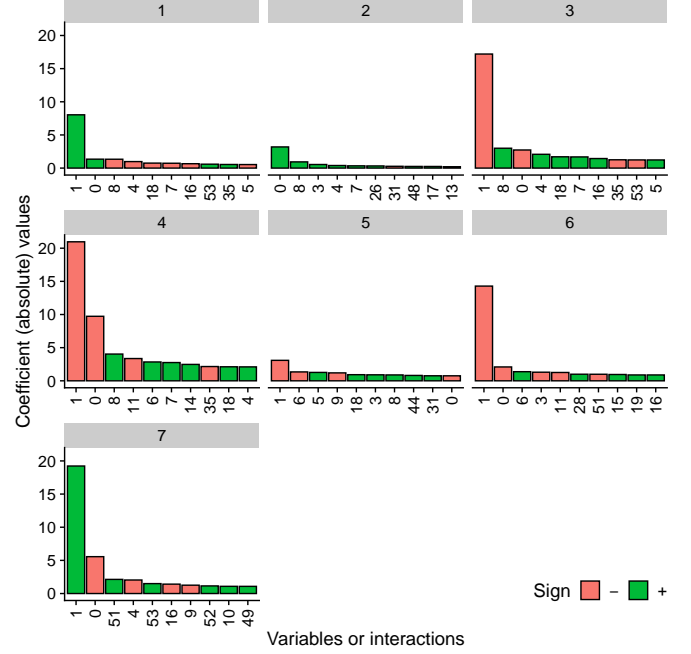 1 2 3
20
15
10
5
0
1 0 8 4 18 7 16 53 35 5
0 8 3 4 7 26 31 48 17 13
1 8 0 4 18 7 16 35 53 5
4 5 6
20
15
10
5
0
1 0 8 11 6 7 14 35 18 4
1 6 5 9 18 3 8 44 31 0
1 0 6 3 11 28 51 15 19 16
7
20
15
10
5
0
1 0 51 4 53 16 9 52 10 49
Coefficient (absolute) values
Variables or interactions
Sign − +